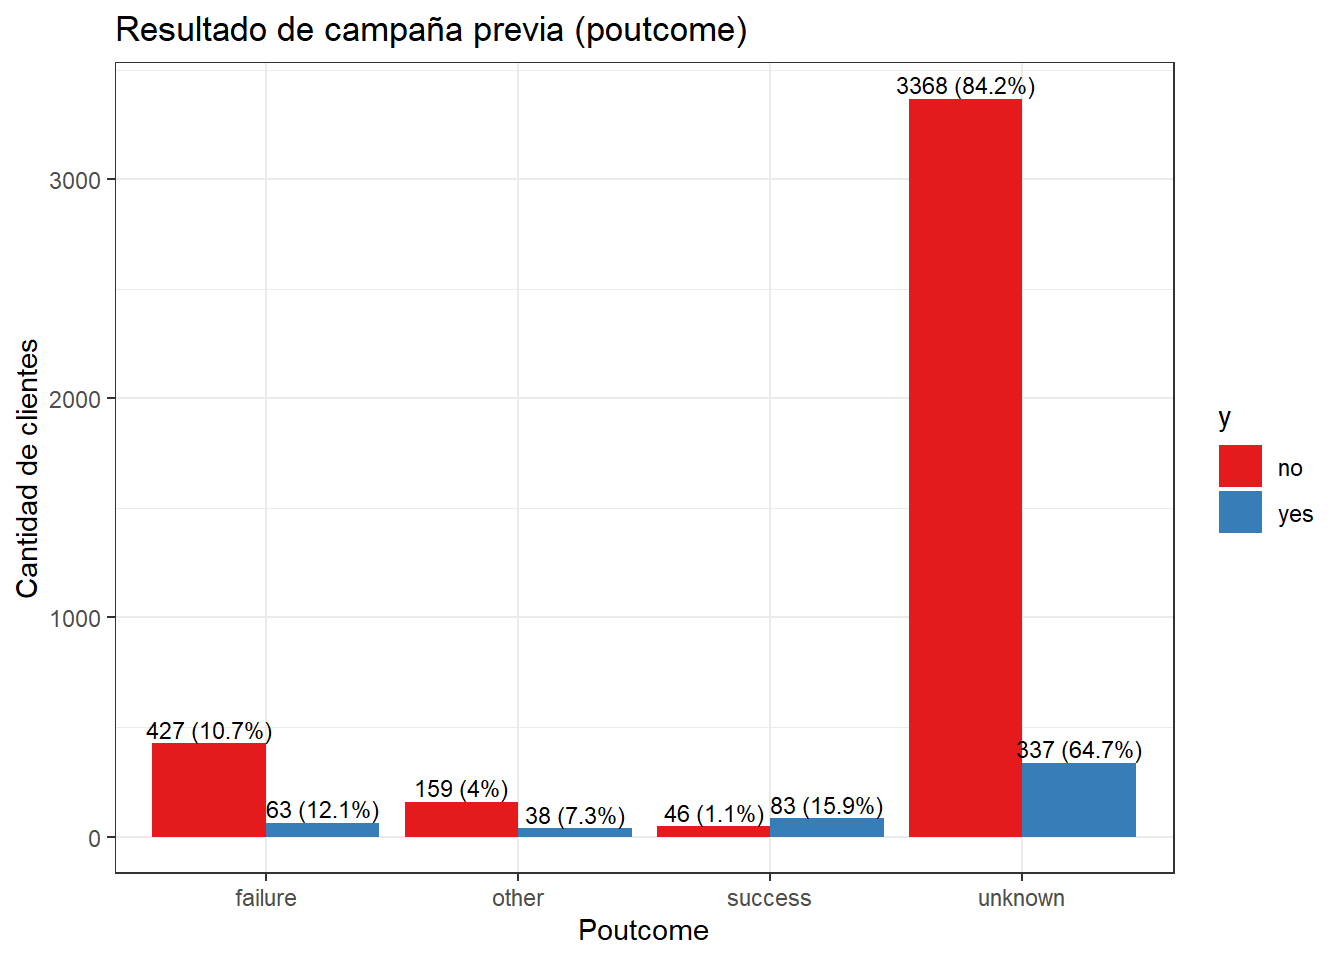 Resultado de campaña previa (poutcome)
3368 (84.2%)
3000
2000
1000
0
Cantidad de clientes
427 (10.7%)
63 (12.1%)
159 (4%)
38 (7.3%)
46 (1.1%)
83 (15.9%)
337 (64.7%)
failure
other
success
unknown
Poutcome
y
no
yes